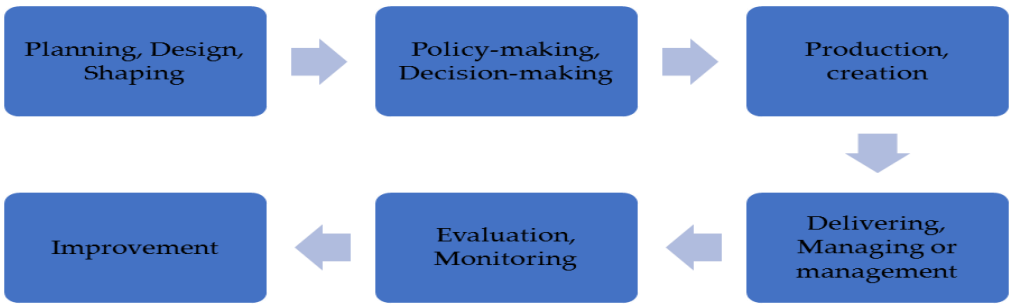 Planning, Design,
Shaping
Policy-making,
Decision-making
Production,
creation
Delivering,
Managing or
management
Evaluation,
Monitoring
Improvement